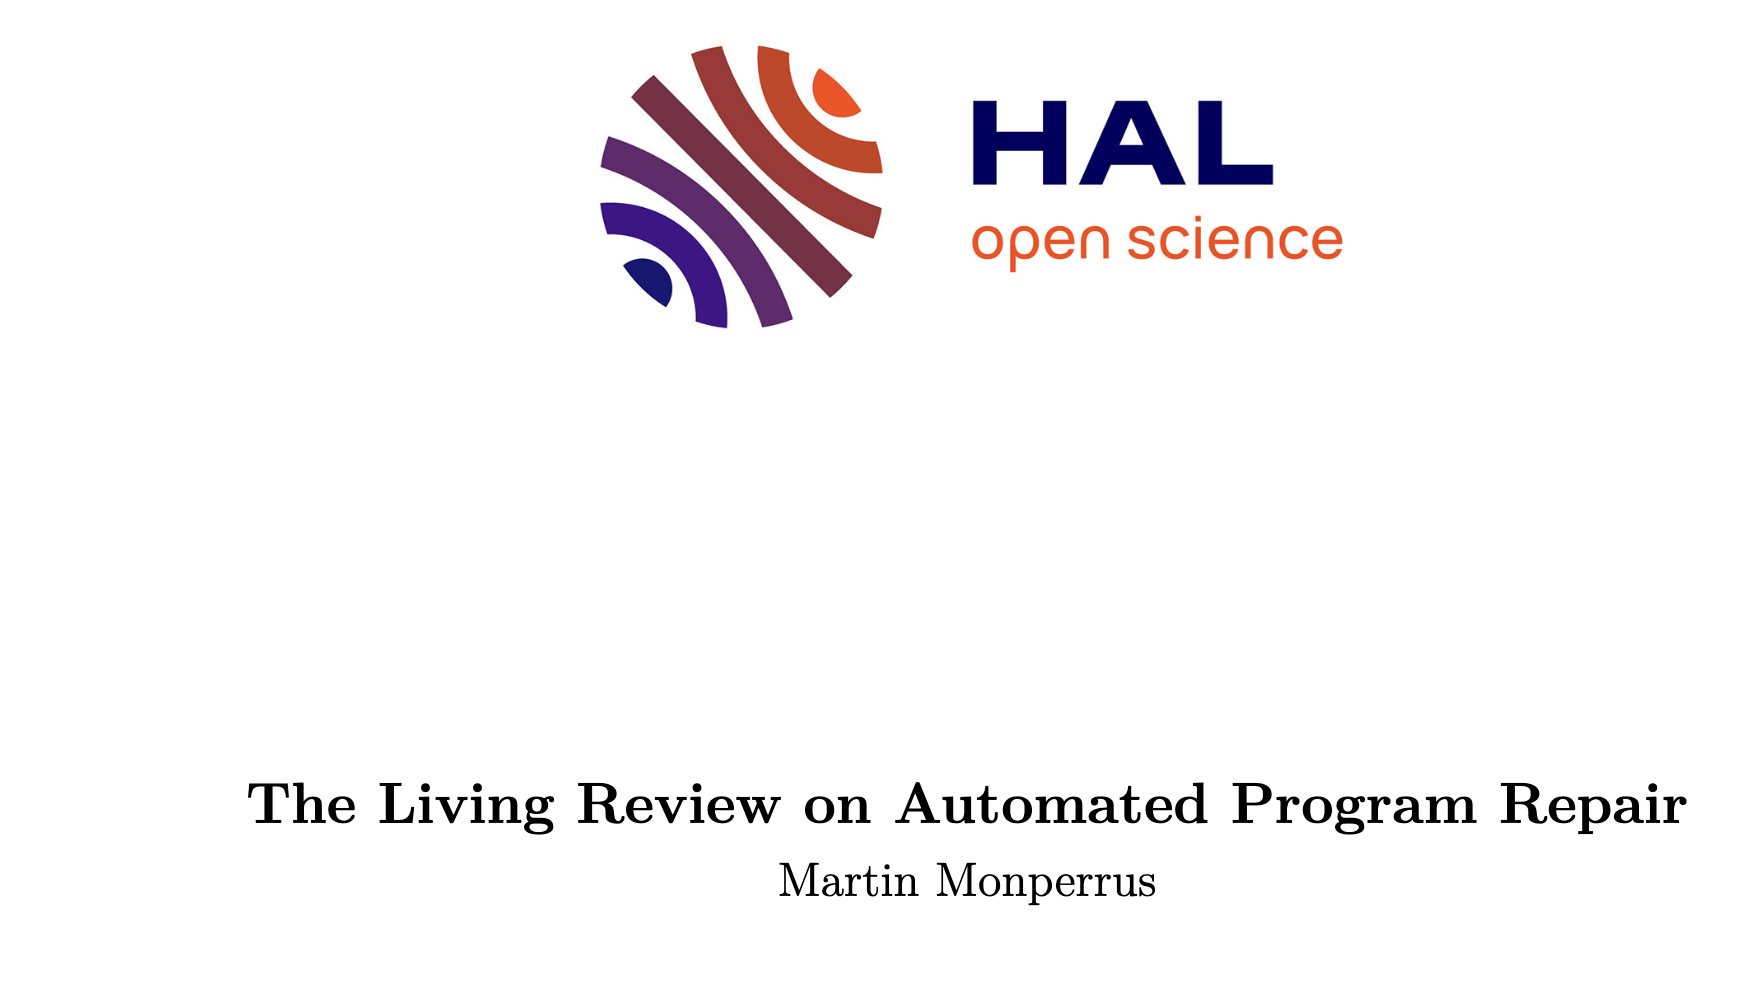 HAL
open science
The Living Review on Automated Program Repair
Martin Monperrus